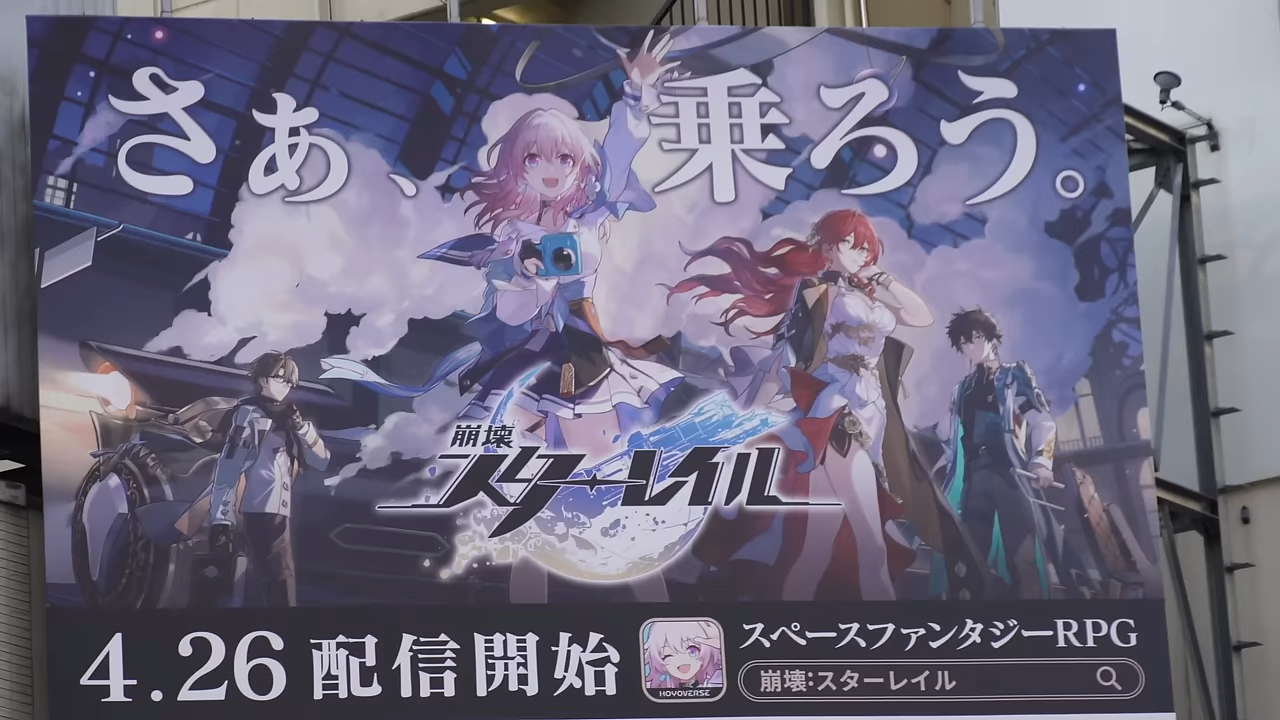 さぁ、乗ろう。
崩壊
スターレイル
4.26 配信開始
HOYOVERSE
スペースファンタジーRPG
崩壊:スターレイル